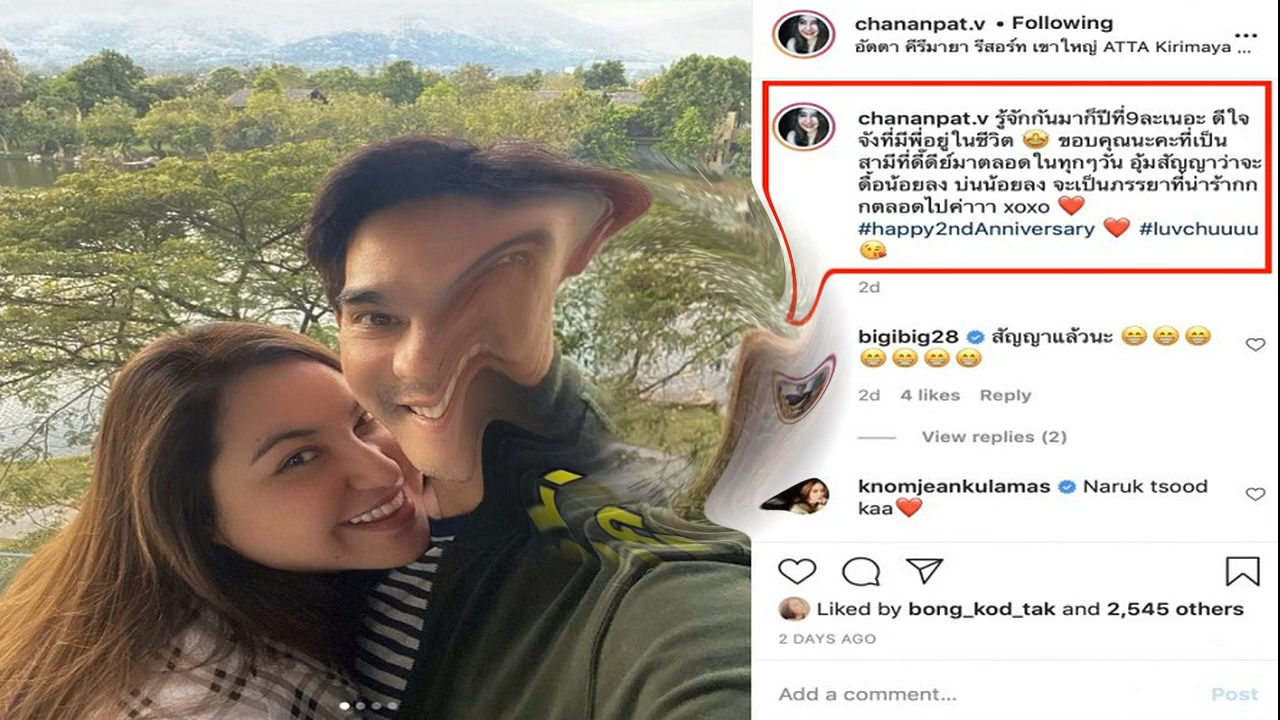 chananpat.v • Following
อัตตา คีรีมายา รีสอร์ท เขาใหญ่ ATTA Kirimaya ...
chananpat.v รู้จักกันมาก็ปีที่9ละเนอะ ดีใจ
จังที่มีพี่อยู่ในชีวิต 🤩 ขอบคุณนะคะที่เป็น
สามีที่ดี๊ดีย์มาตลอดในทุกๆวัน อุ้มสัญญาว่าจะ
ดื้อน้อยลง บ่นน้อยลง จะเป็นภรรยาที่น่าร้ากก
กตลอดไปค่าาา xoxo ❤️
#happy2ndAnniversary ❤️ #luvchuuuu
😘
2d
bigibig28 สัญญาแล้วนะ 😁 😁 😁
😁 😁 😁 😁
2d 4 likes Reply
View replies (2)
knomjeankulamas Naruk tsood
kaa❤️
Liked by bong_kod_tak and 2,545 others
2 DAYS AGO
Add a comment... Post